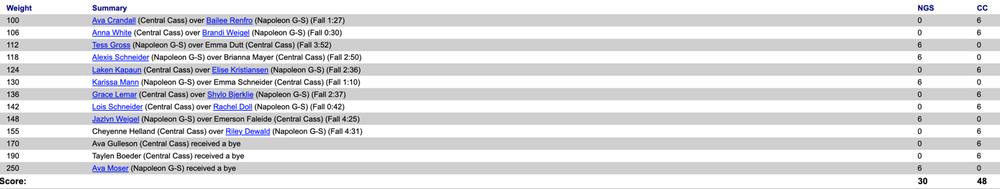 Weight Summary NGS CC
100 Ava Crandall (Central Cass) over Bailee Renfro (Napoleon G-S) (Fall 1:27) 0 6
106 Anna White (Central Cass) over Brandi Weigel (Napoleon G-S) (Fall 0:30) 0 6
112 Tess Gross (Napoleon G-S) over Emma Dutt (Central Cass) (Fall 3:52) 6 0
118 Alexis Schneider (Napoleon G-S) over Brianna Mayer (Central Cass) (Fall 2:50) 6 0
124 Laken Kapaun (Central Cass) over Elise Kristiansen (Napoleon G-S) (Fall 2:36) 0 6
130 Karissa Mann (Napoleon G-S) over Emma Schneider (Central Cass) (Fall 1:10) 6 0
136 Grace Lemar (Central Cass) over Shylo Bjerklie (Napoleon G-S) (Fall 2:37) 0 6
142 Lois Schneider (Central Cass) over Rachel Doll (Napoleon G-S) (Fall 0:42) 0 6
148 Jazlyn Weigel (Napoleon G-S) over Emerson Faleide (Central Cass) (Fall 4:25) 6 0
155 Cheyenne Helland (Central Cass) over Riley Dewald (Napoleon G-S) (Fall 4:31) 0 6
170 Ava Gulleson (Central Cass) received a bye 0 6
190 Taylen Boeder (Central Cass) received a bye 0 6
250 Ava Moser (Napoleon G-S) received a bye 6 0
Score: 30 48